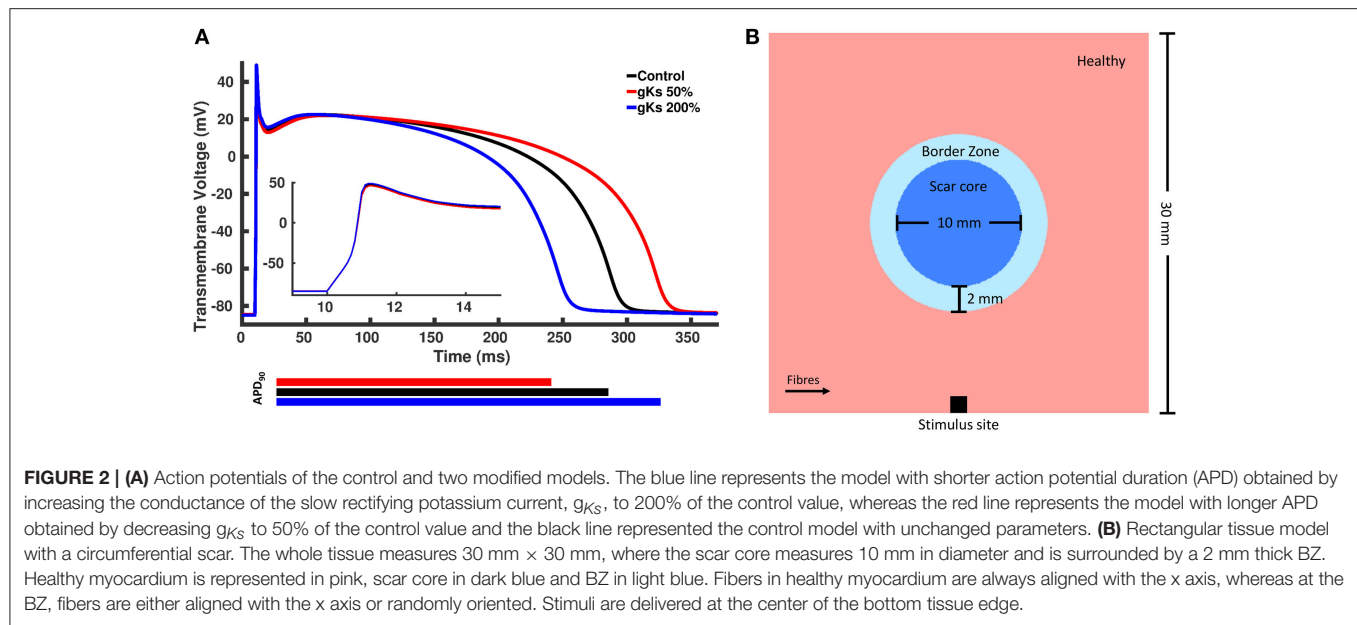 A
Transmembrane Voltage (mV)
40
20
0
-20
-40
-60
-80
Control
gKs 50%
gKs 200%
50
0
-50
10
12
14
0
50
100
150
200
250
300
350
Time (ms)
APD90
B
Healthy
Border Zone
Scar core
10 mm
2 mm
30 mm
Fibres
Stimulus site
FIGURE 2 | (A) Action potentials of the control and two modified models. The blue line represents the model with shorter action potential duration (APD) obtained by
increasing the conductance of the slow rectifying potassium current, gKs, to 200% of the control value, whereas the red line represents the model with longer APD
obtained by decreasing gKs to 50% of the control value and the black line represented the control model with unchanged parameters. (B) Rectangular tissue model
with a circumferential scar. The whole tissue measures 30 mm × 30 mm, where the scar core measures 10 mm in diameter and is surrounded by a 2 mm thick BZ.
Healthy myocardium is represented in pink, scar core in dark blue and BZ in light blue. Fibers in healthy myocardium are always aligned with the x axis, whereas at the
BZ, fibers are either aligned with the x axis or randomly oriented. Stimuli are delivered at the center of the bottom tissue edge.